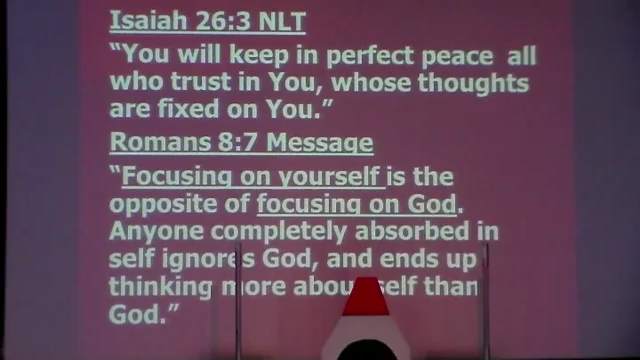 Isaiah 26:3 NLT
“You will keep in perfect peace all
who trust in You, whose thoughts
are fixed on You.”
Romans 8:7 Message
“Focusing on yourself is the
opposite of focusing on God.
Anyone completely absorbed in
self ignores God, and ends up
thinking more about self than
God.”